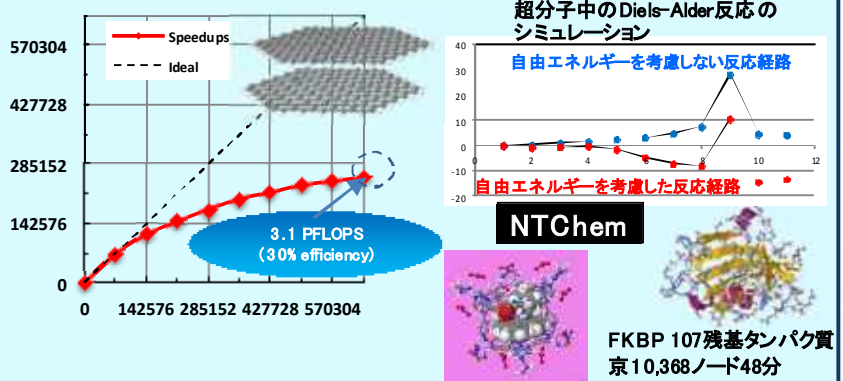 超分子中のDiels-Alder反応の
シミュレーション
570304
427728
285152
142576
0
0 142576 285152 427728 570304
Speedups
Ideal
3.1 PFLOPS
(30% efficiency)
40
30
20
10
0
-10
-20
0 2 4 6 8 10 12
自由エネルギーを考慮しない反応経路
自由エネルギーを考慮した反応経路
NTChem
FKBP 107残基タンパク質
京10,368ノード48分